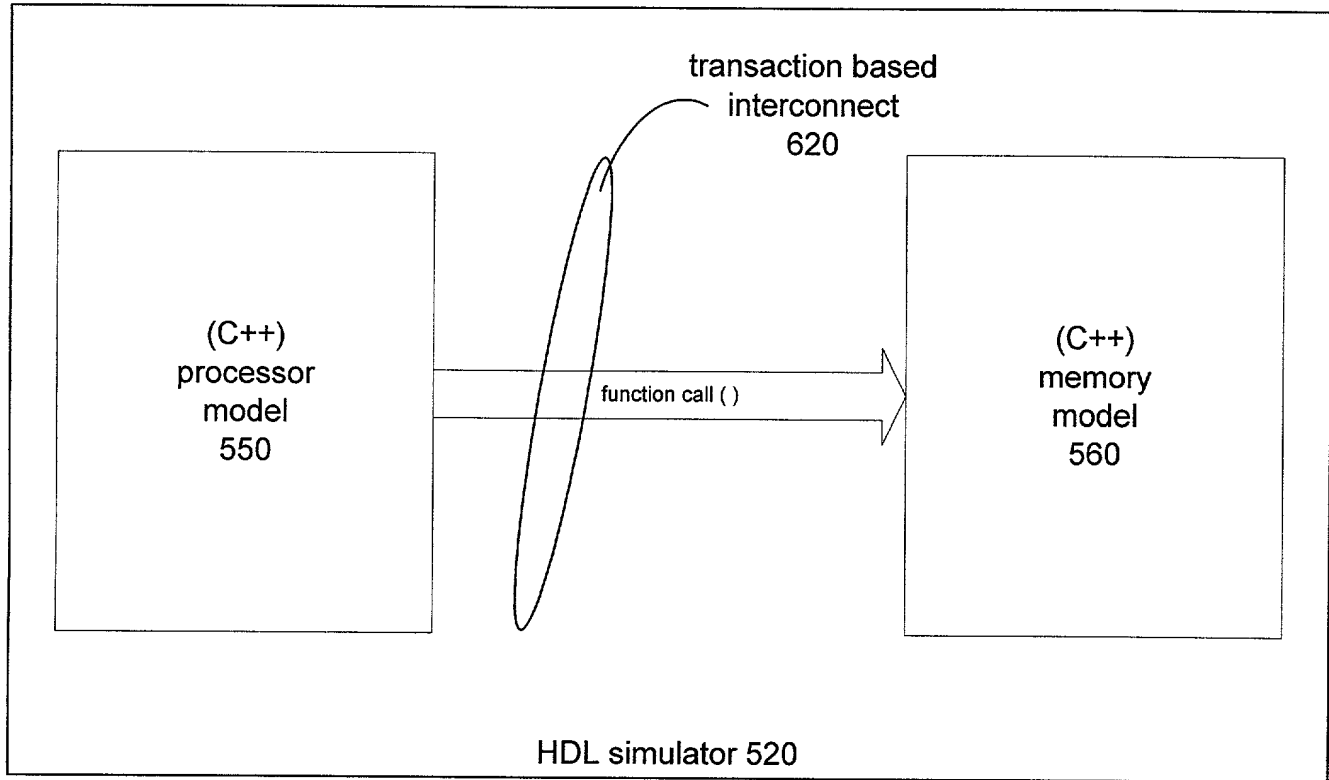 transaction based
interconnect
620
(C++)
processor
model
550
function call ( )
(C++)
memory
model
560
HDL simulator 520